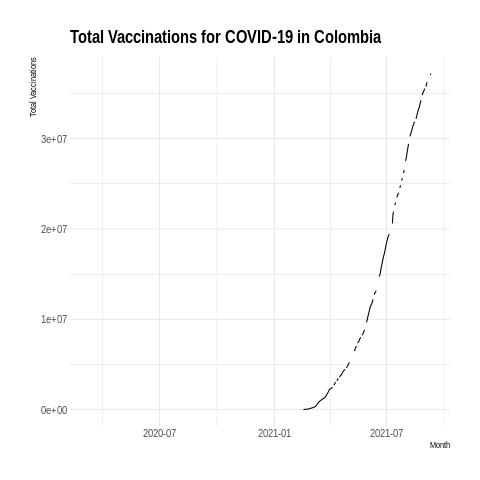 Total Vaccinations for COVID-19 in Colombia
Total Vaccinations
3e+07
2e+07
1e+07
0e+00
2020-07
2021-01
2021-07
Month